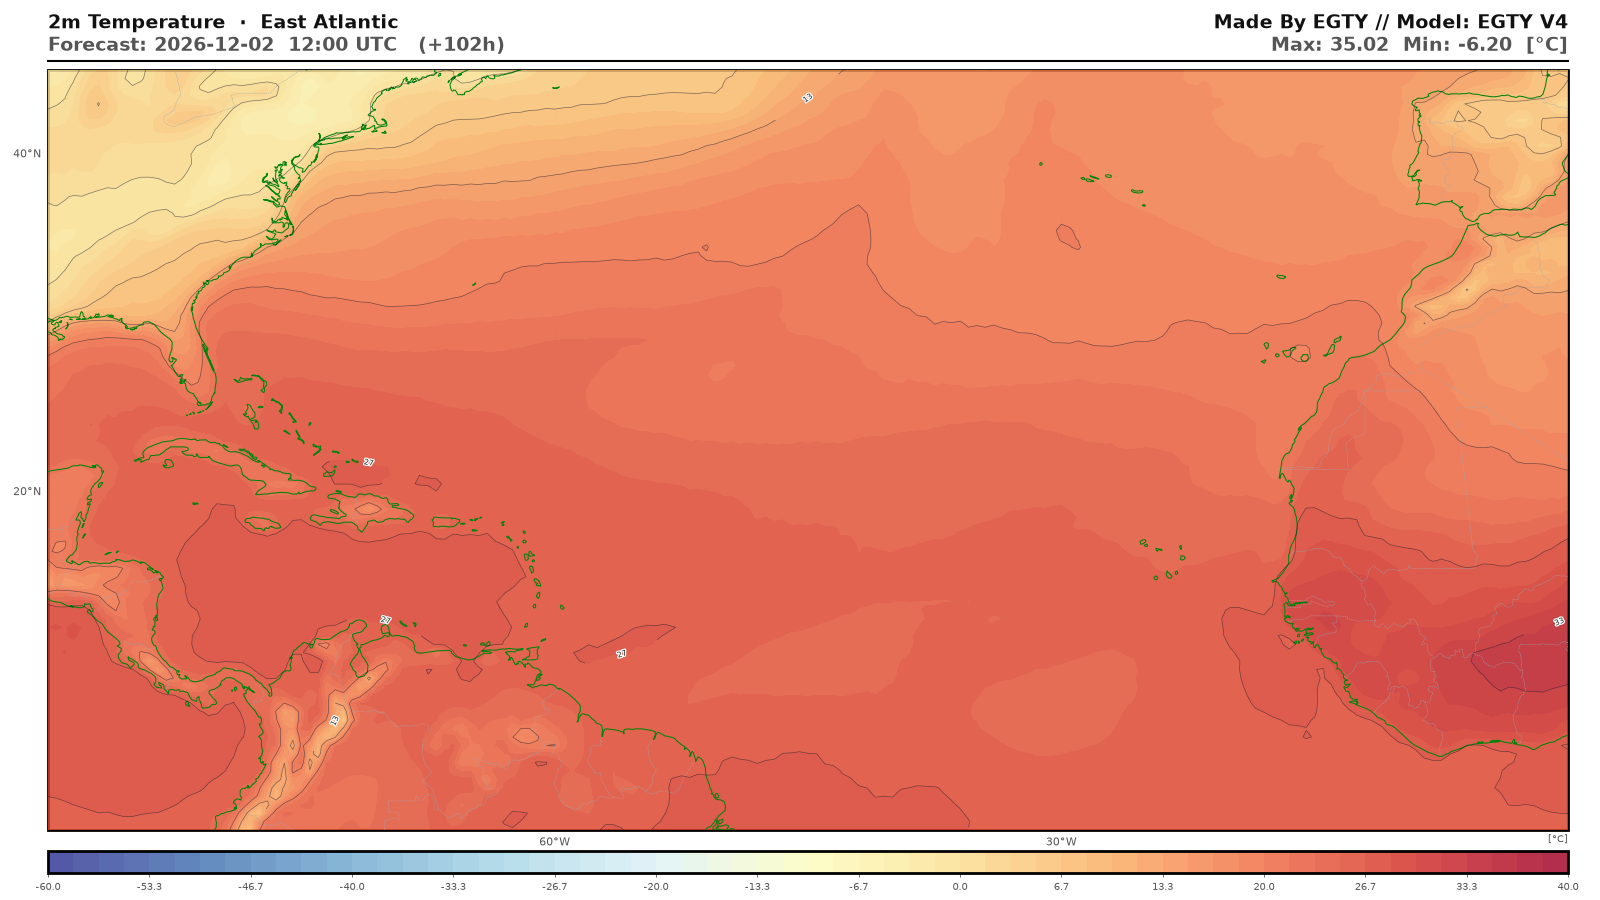 2m Temperature · East Atlantic
Made By EGTY // Model: EGTY V4
Forecast: 2026-12-02 12:00 UTC (+102h)
Max: 35.02 Min: -6.20 [°C]
13
40°N
27
20°N
27
33
27
13
60°W
30°W
[°C]
-60.0 -53.3 -46.7 -40.0 -33.3 -26.7 -20.0 -13.3 -6.7 0.0 6.7 13.3 20.0 26.7 33.3 40.0